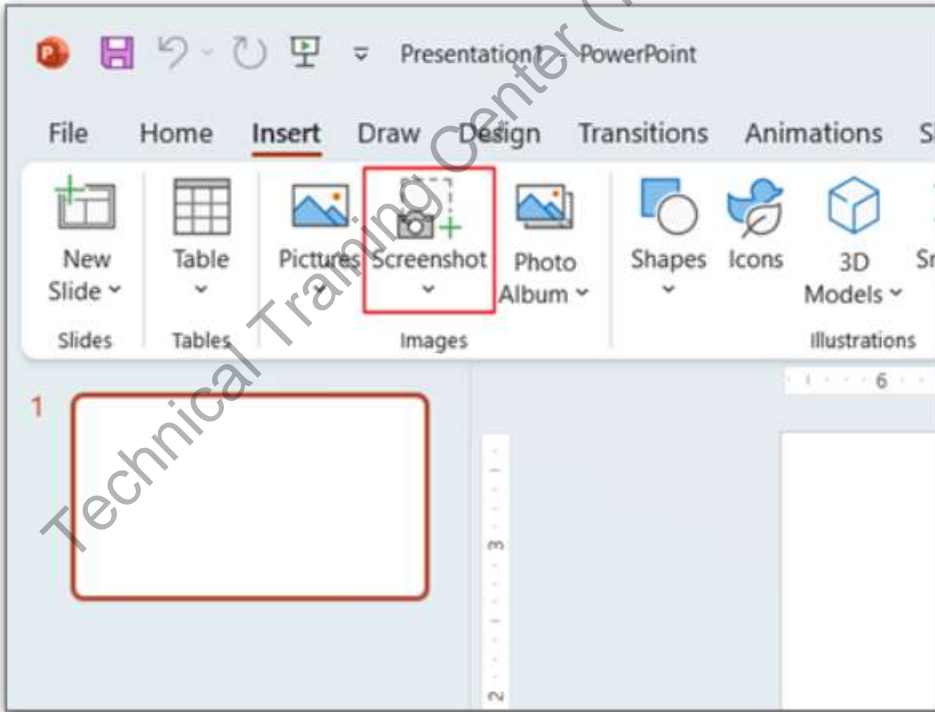 Presentation1 - PowerPoint
File Home Insert Draw Design Transitions Animations
New Slide
Table
Pictures
Screenshot
Photo Album
Shapes
Icons
3D Models
Slides
Tables
Images
Illustrations
1
6
3
2
Technical Training Center (